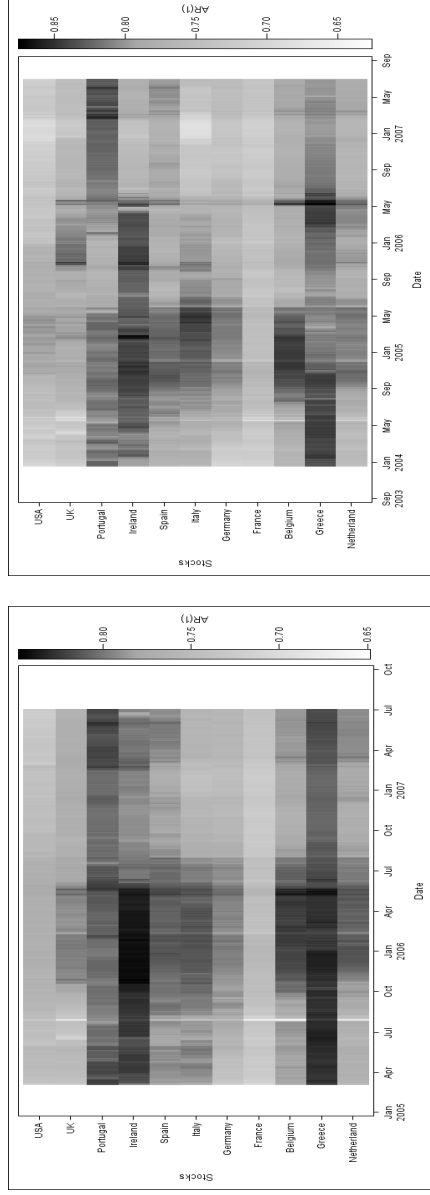 AR(1)
0.85
0.80
0.75
0.70
0.65
Stocks
USA
UK
Portugal
Ireland
Spain
Italy
Germany
France
Belgium
Greece
Netherland
Sep
2003
Jan
2004
May
Sep
Jan
2005
May
Sep
Jan
2006
May
Sep
Jan
2007
May
Sep
Date
AR(1)
0.80
0.75
0.70
0.65
Stocks
USA
UK
Portugal
Ireland
Spain
Italy
Germany
France
Belgium
Greece
Netherland
Jan
2005
Apr
Jul
Oct
Jan
2006
Apr
Jul
Oct
Jan
2007
Apr
Jul
Oct
Date